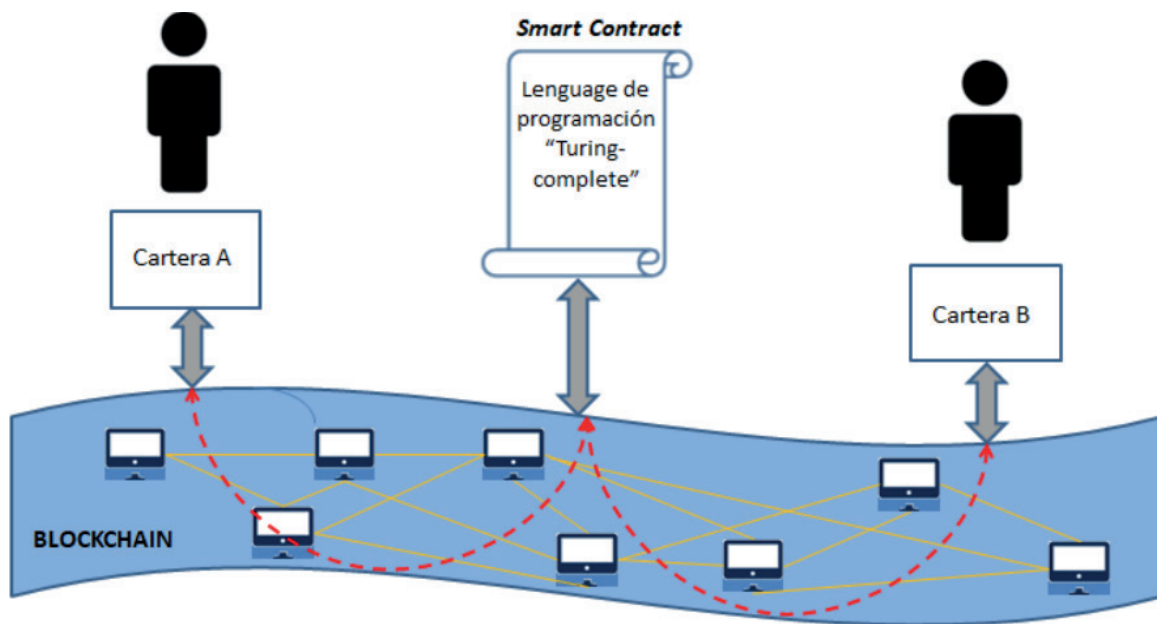 Smart Contract
Lenguage de
programación
“Turing-
complete”
Cartera A
Cartera B
BLOCKCHAIN